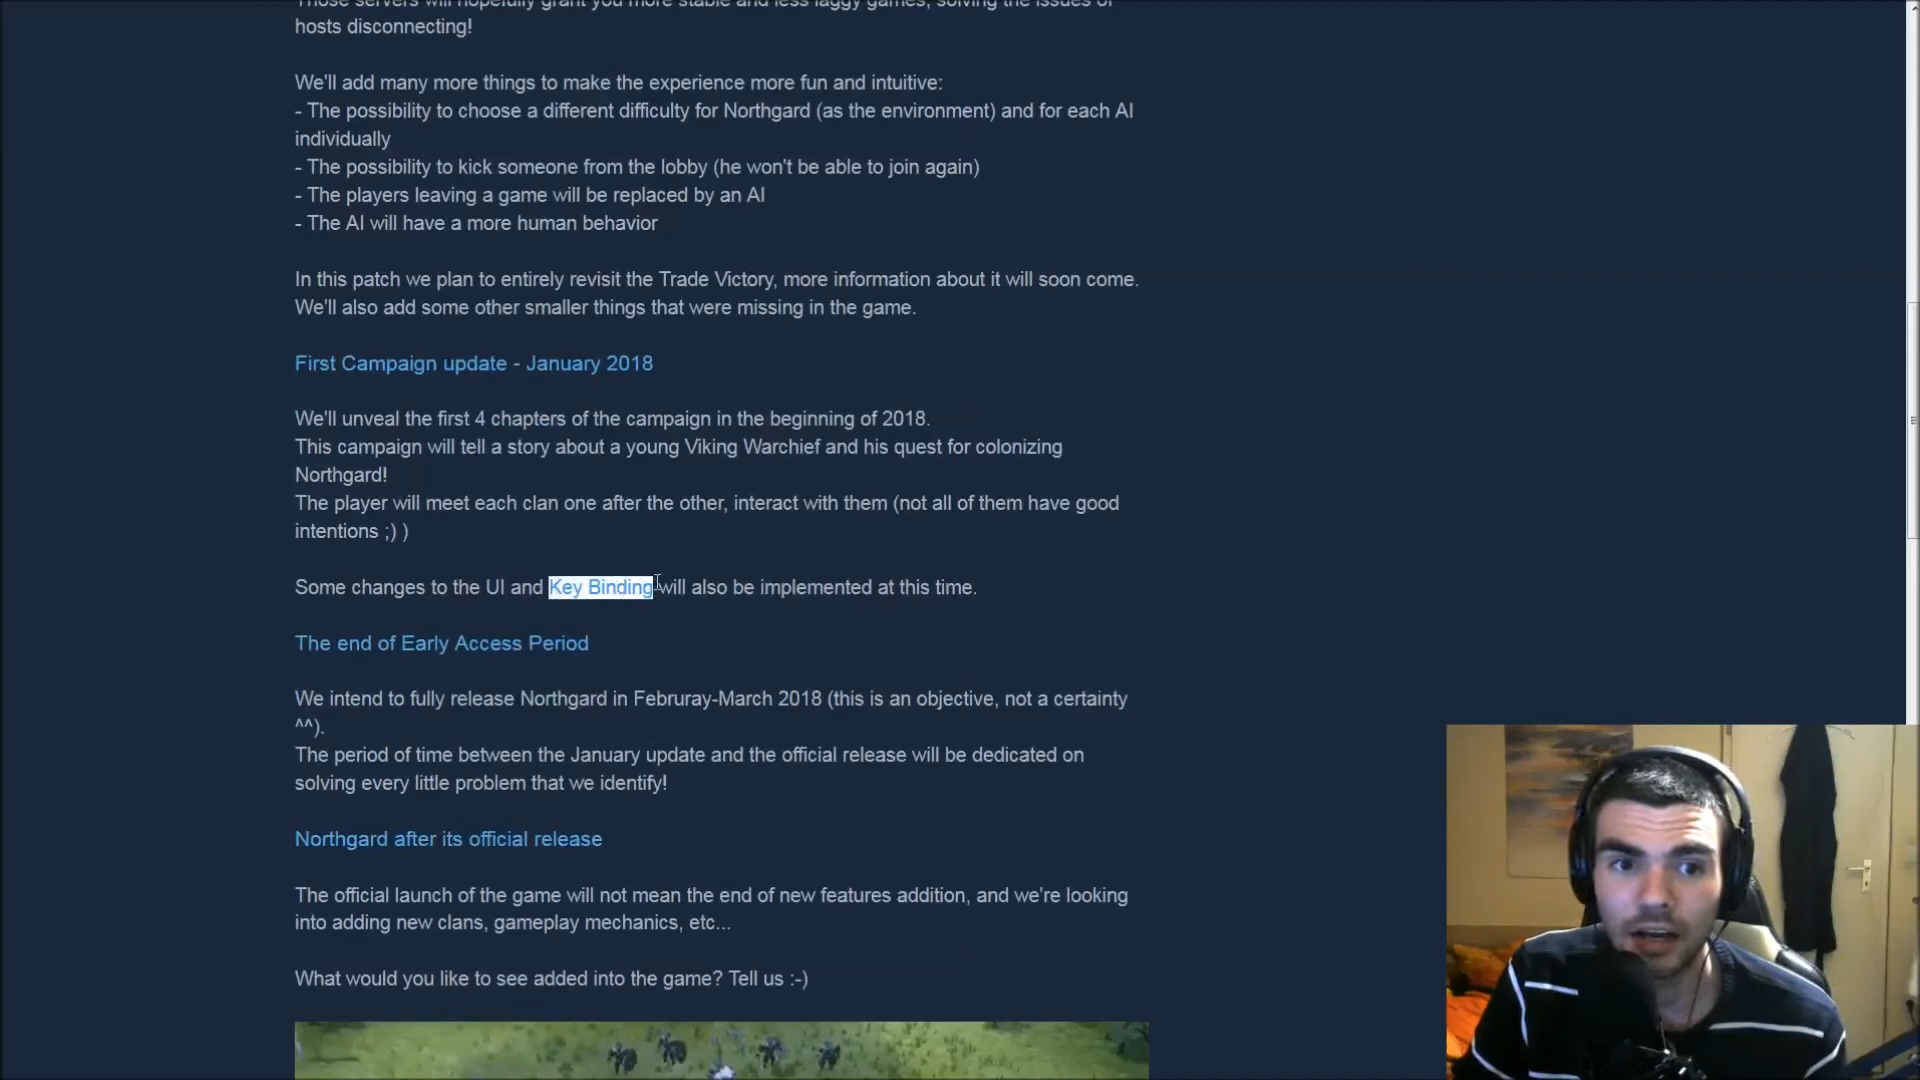 Those servers will hopefully grant you more stable and less laggy games, solving the issues of
hosts disconnecting!
We'll add many more things to make the experience more fun and intuitive:
- The possibility to choose a different difficulty for Northgard (as the environment) and for each AI
individually
- The possibility to kick someone from the lobby (he won't be able to join again)
- The players leaving a game will be replaced by an AI
- The AI will have a more human behavior
In this patch we plan to entirely revisit the Trade Victory, more information about it will soon come.
We'll also add some other smaller things that were missing in the game.
First Campaign update - January 2018
We'll unveal the first 4 chapters of the campaign in the beginning of 2018.
This campaign will tell a story about a young Viking Warchief and his quest for colonizing
Northgard!
The player will meet each clan one after the other, interact with them (not all of them have good
intentions ;) )
Some changes to the UI and Key Binding will also be implemented at this time.
The end of Early Access Period
We intend to fully release Northgard in Februray-March 2018 (this is an objective, not a certainty
^^).
The period of time between the January update and the official release will be dedicated on
solving every little problem that we identify!
Northgard after its official release
The official launch of the game will not mean the end of new features addition, and we're looking
into adding new clans, gameplay mechanics, etc...
What would you like to see added into the game? Tell us :-)